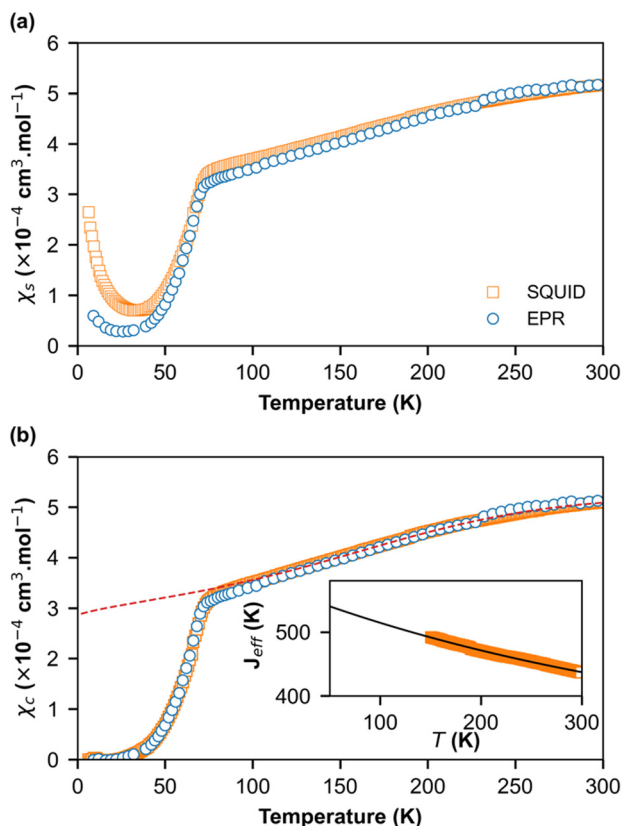 (a)
6
5
4
3
2
1
0
χₛ (×10⁻⁴ cm³.mol⁻¹)
SQUID
EPR
0 50 100 150 200 250 300
Temperature (K)
(b)
6
5
4
3
2
1
0
χ_c (×10⁻⁴ cm³.mol⁻¹)
500
400
J_eff (K)
100 200 300
T (K)
0 50 100 150 200 250 300
Temperature (K)